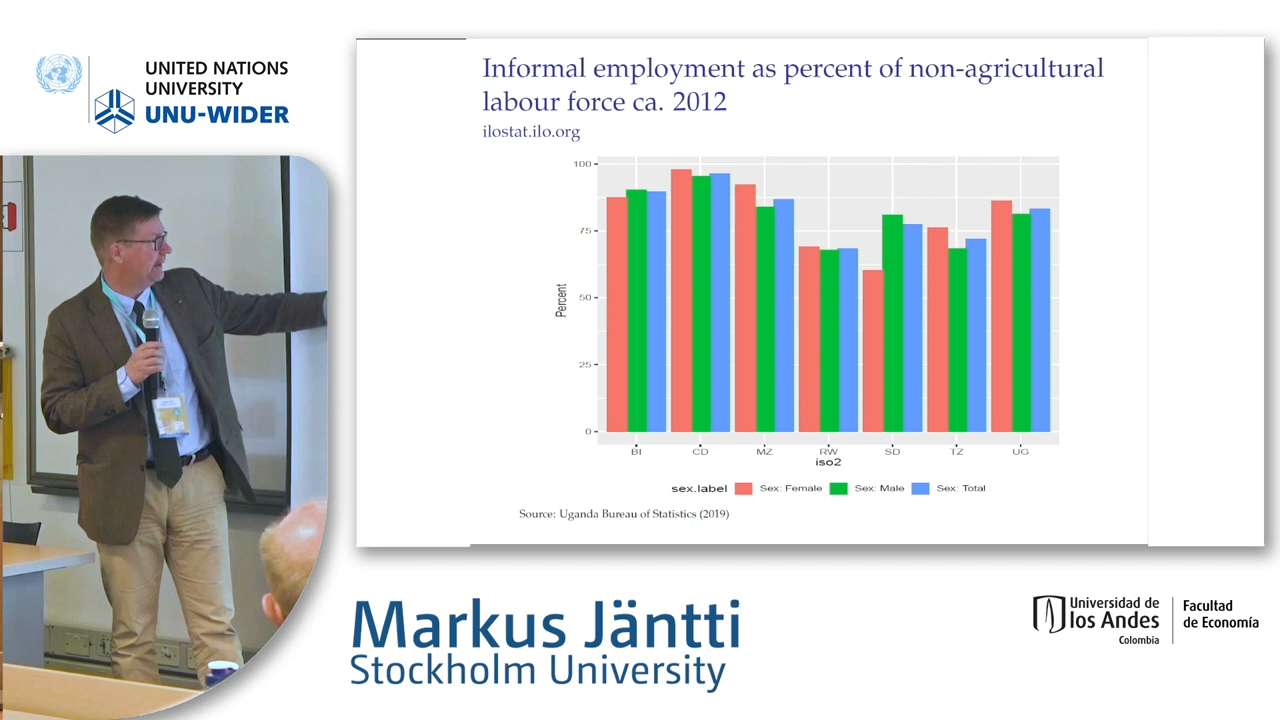 UNITED NATIONS
UNIVERSITY
UNU-WIDER
Informal employment as percent of non-agricultural
labour force ca. 2012
ilostat.ilo.org
100
75
50
25
0
Percent
BI CD MZ RW SD TZ UG
iso2
sex.label Sex: Female Sex: Male Sex: Total
Source: Uganda Bureau of Statistics (2019)
Markus Jäntti
Stockholm University
Universidad de
los Andes
Colombia
Facultad
de Economía